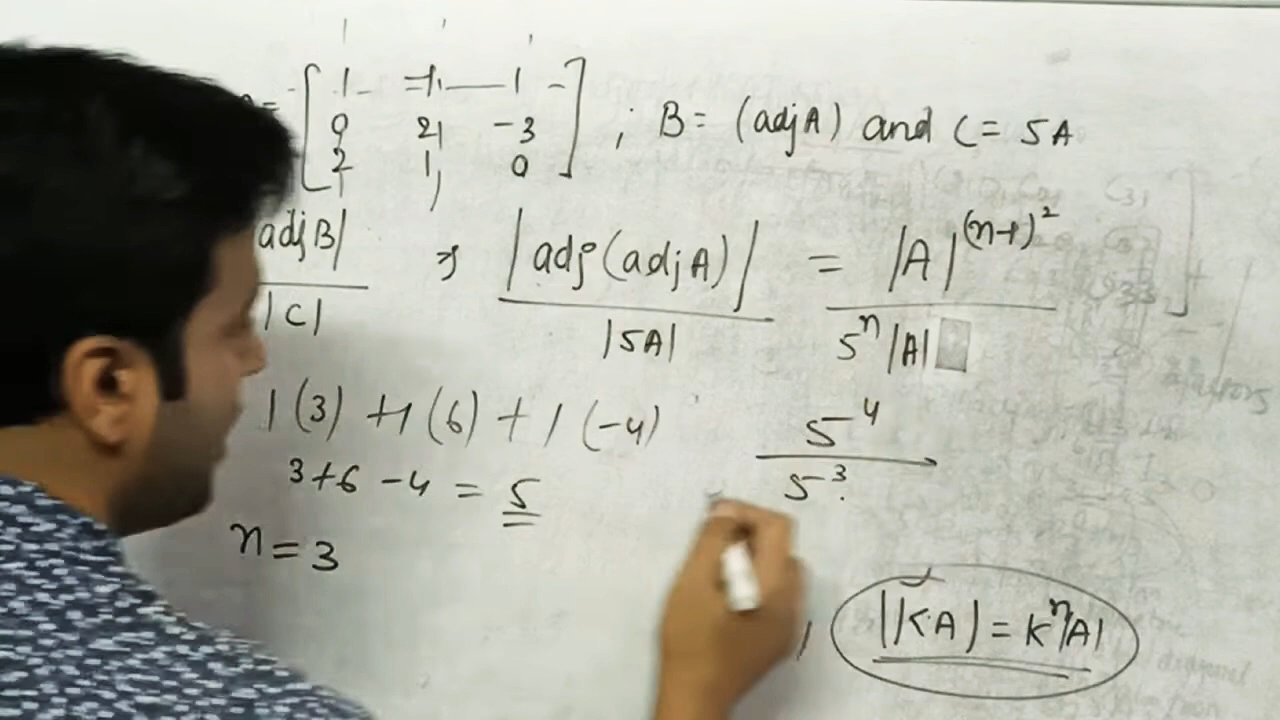 = [ 1 -1 1
0 2 -3
2 1 0 ] ; B = (adjA) and C = 5A
adjB| / |C| ⇒ |adj(adjA)| / |5A| = |A|^(n-1)^2 / 5^n |A|
1(3) +1(6) + 1(-4)
3+6-4 = 5
5^4 / 5^3
n=3
|KA| = K^n|A|